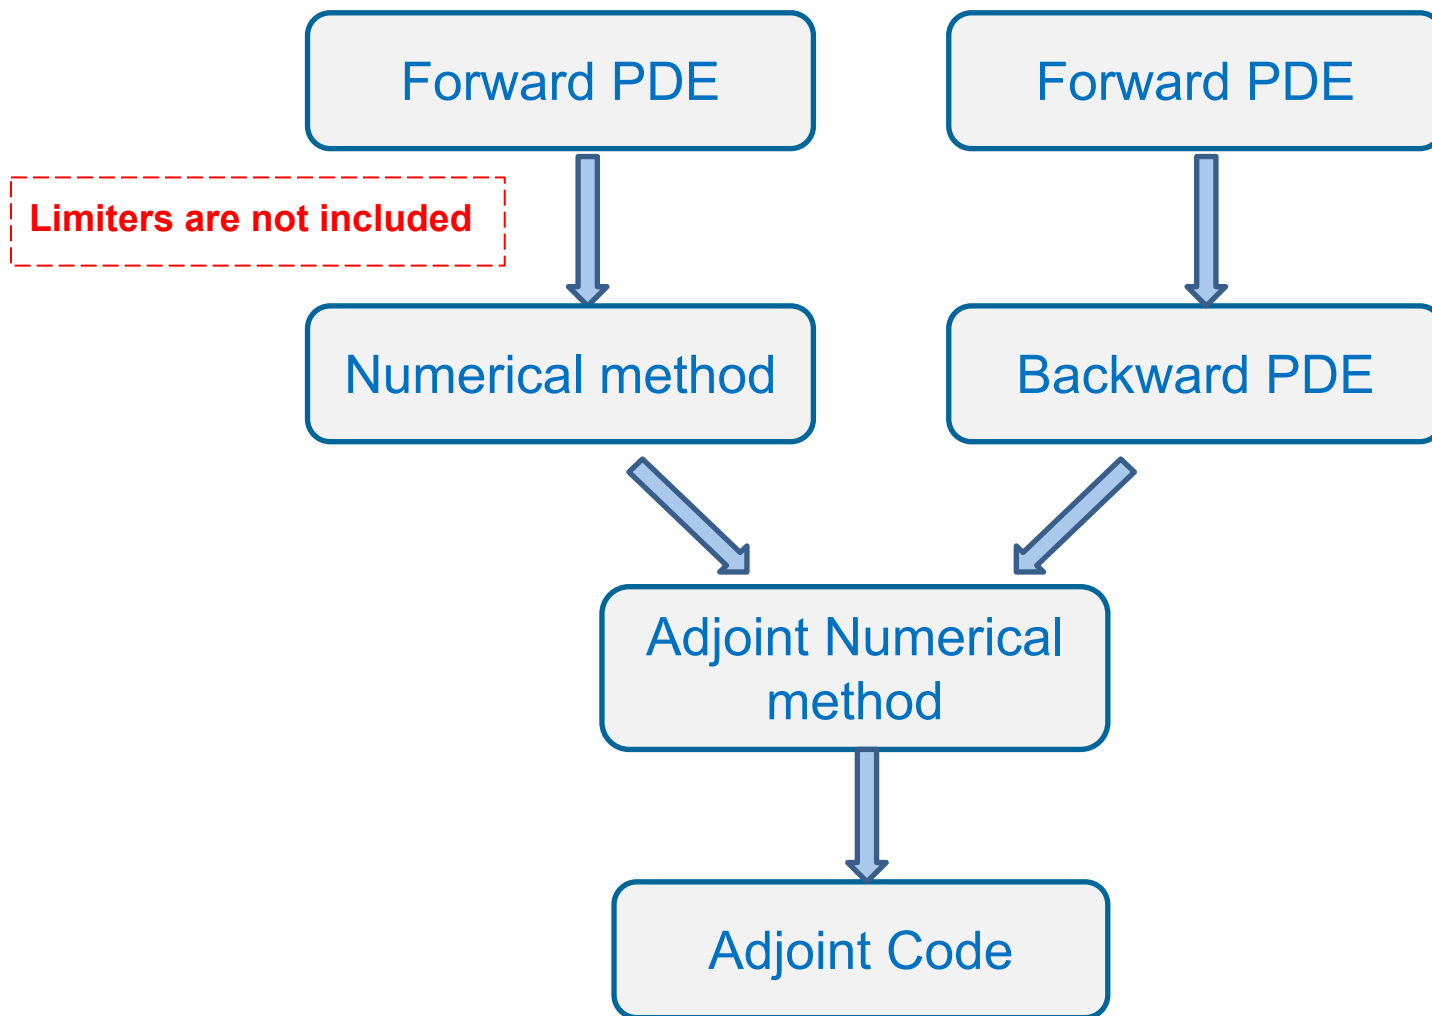 Forward PDE
Forward PDE
Limiters are not included
Numerical method
Backward PDE
Adjoint Numerical
method
Adjoint Code